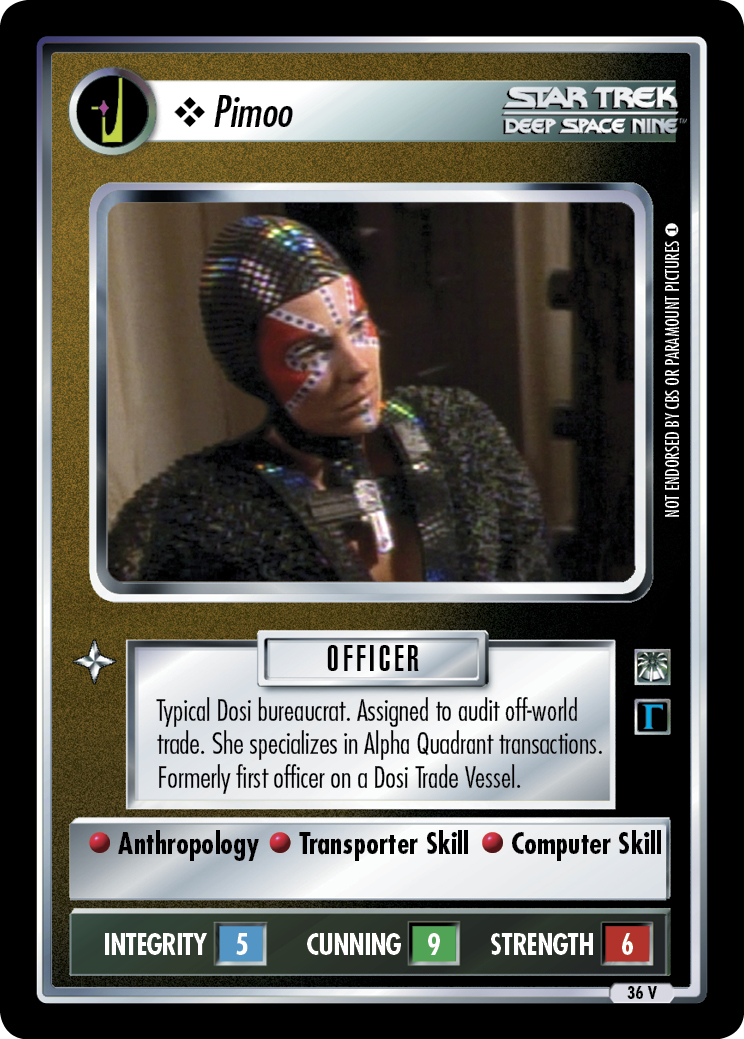 ❖ Pimoo
STAR TREK
DEEP SPACE NINE™
NOT ENDORSED BY CBS OR PARAMOUNT PICTURES 1
OFFICER
Typical Dosi bureaucrat. Assigned to audit off-world
trade. She specializes in Alpha Quadrant transactions.
Formerly first officer on a Dosi Trade Vessel.
Γ
• Anthropology • Transporter Skill • Computer Skill
INTEGRITY 5 CUNNING 9 STRENGTH 6
36 V